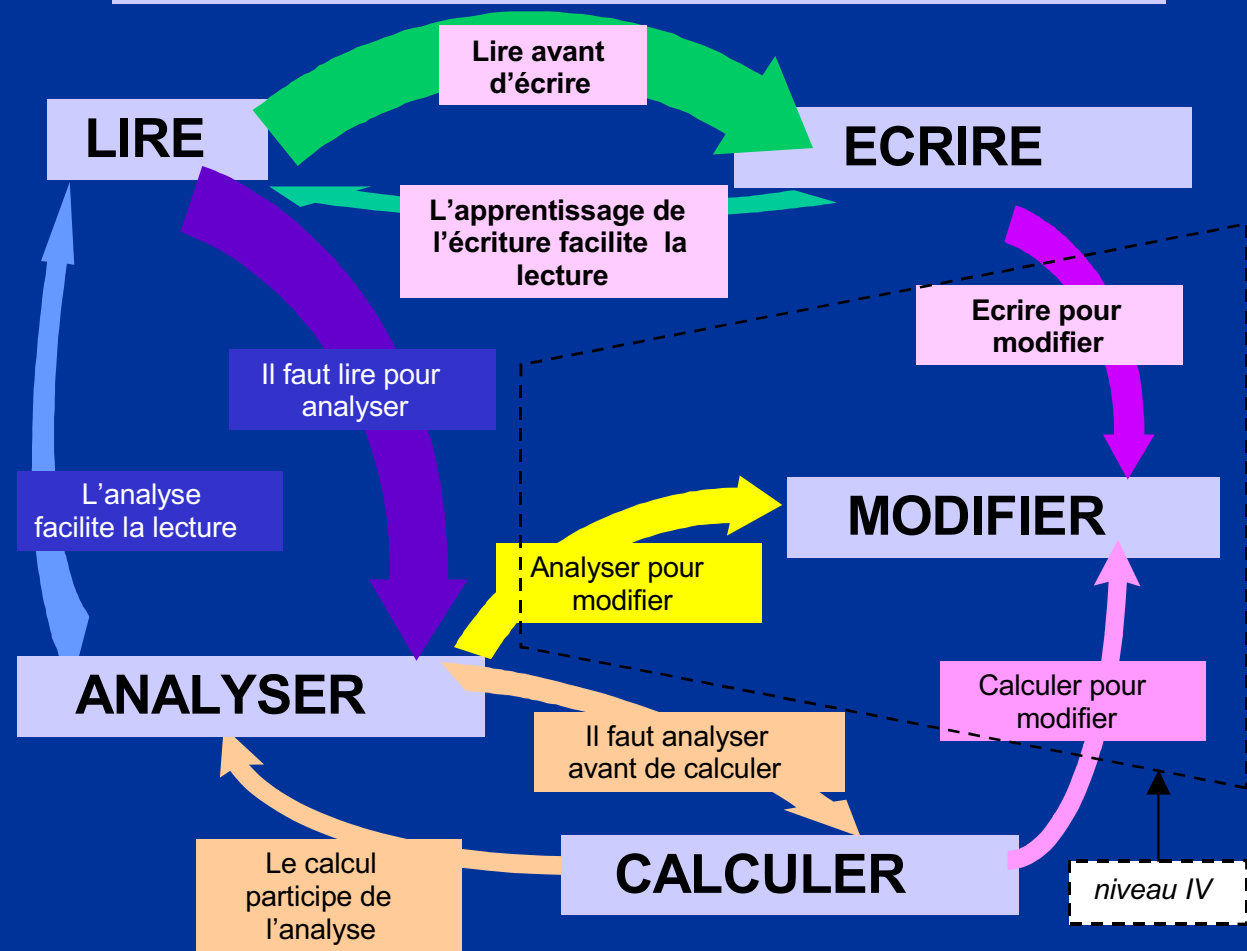 Lire avant
d’écrire
LIRE
ECRIRE
L’apprentissage de
l’écriture facilite la
lecture
Ecrire pour
modifier
Il faut lire pour
analyser
L’analyse
facilite la lecture
MODIFIER
Analyser pour
modifier
ANALYSER
Calculer pour
modifier
Il faut analyser
avant de calculer
Le calcul
participe de
l’analyse
CALCULER
niveau IV